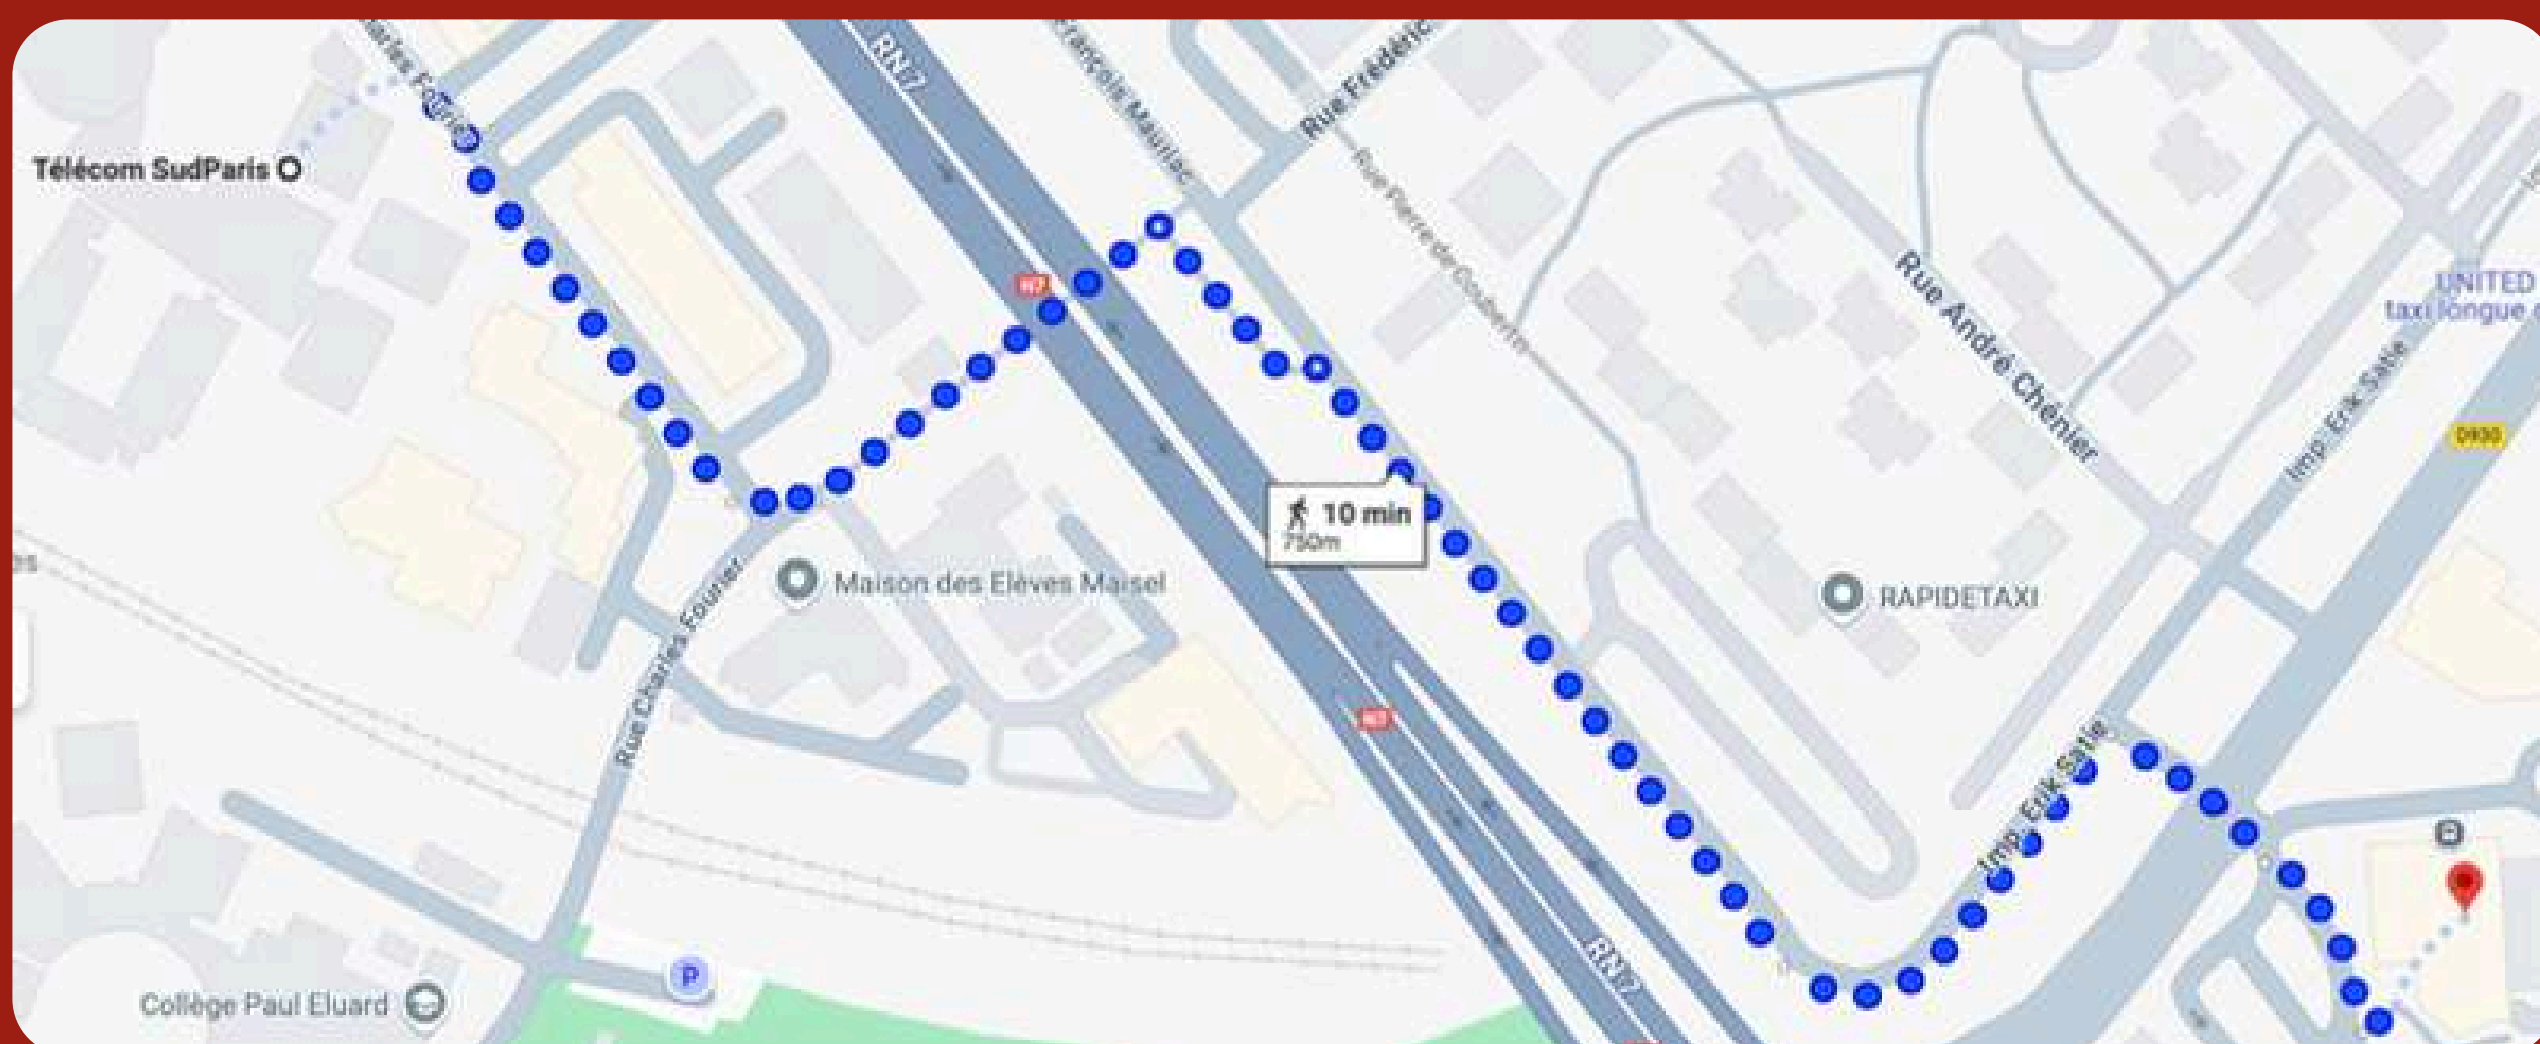 RN7
Rue Frédéric
François Mauriac
Télécom SudParis
Rue Pierre de Coubertin
N7
Rue André Chénier
UNITED
taxi longue
Imp. Erik Satie
D930
10 min
750m
Maison des Elèves Maisel
RAPIDETAXI
Rue Charles Fourier
N7
Imp. Erik Satie
RN7
P
Collège Paul Eluard